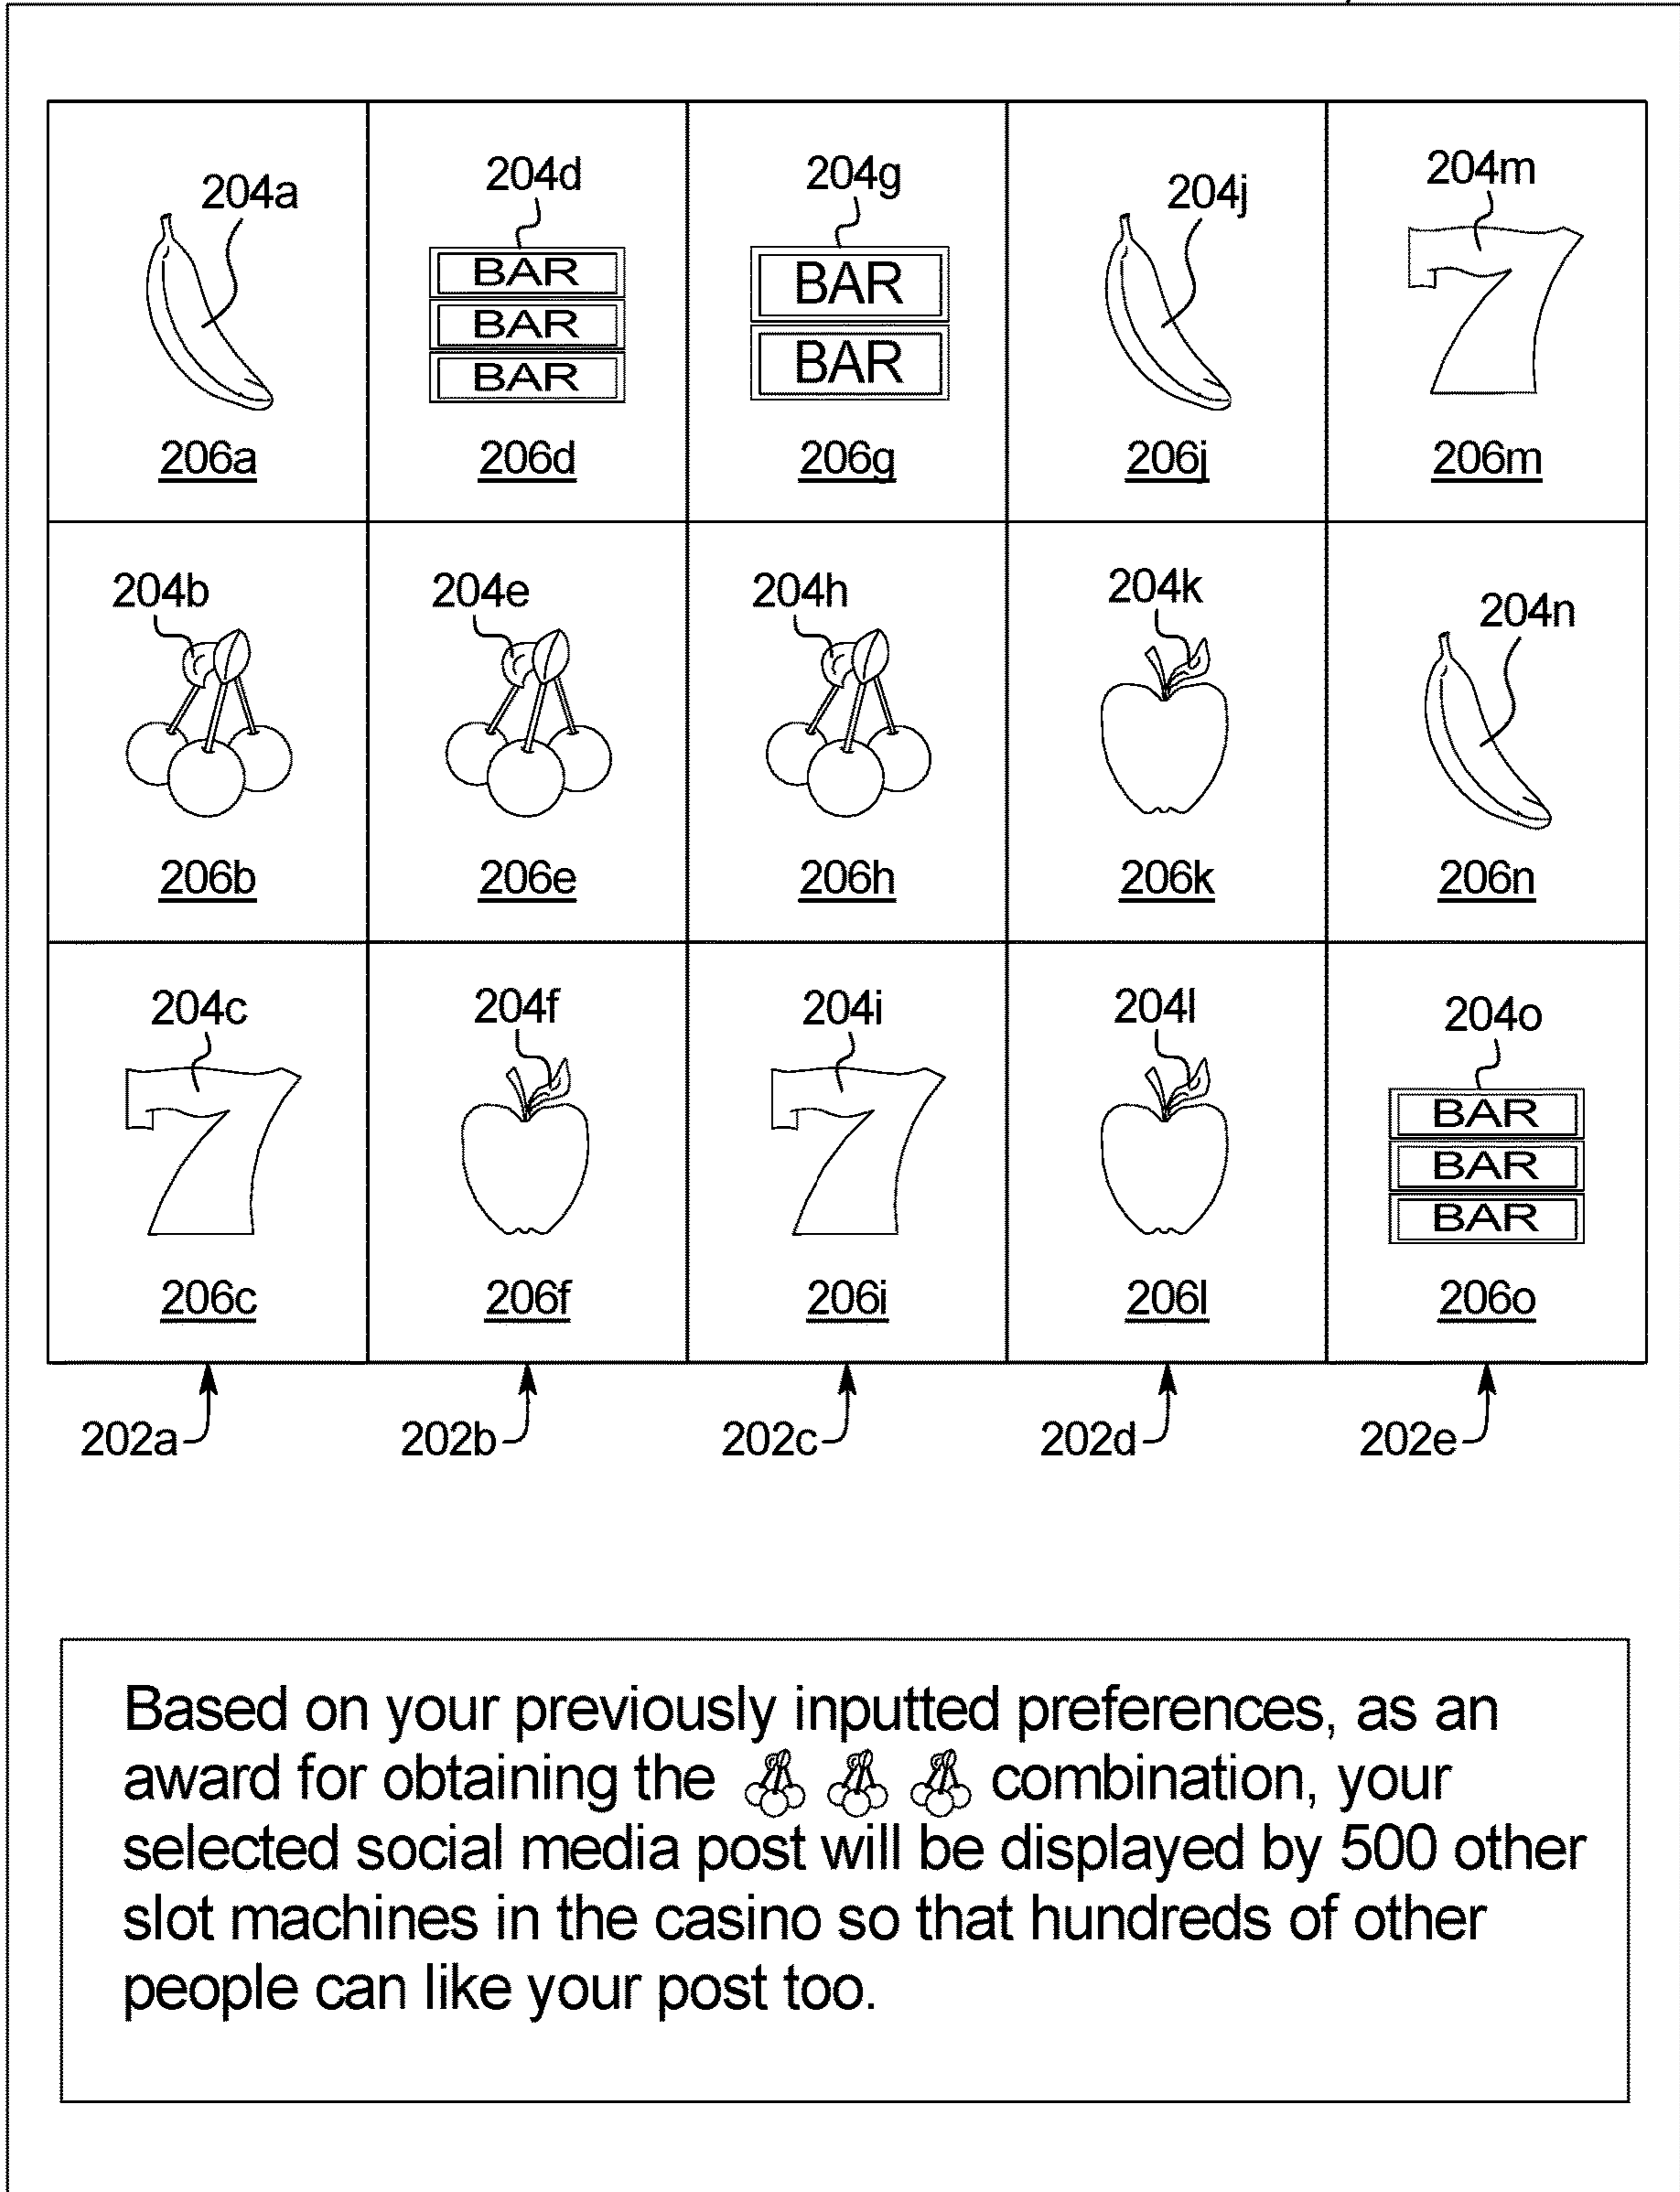 204a 204d 204g 204j 204m
BAR BAR
BAR BAR
BAR
206a 206d 206g 206j 206m
204b 204e 204h 204k 204n
206b 206e 206h 206k 206n
204c 204f 204i 204l 204o
7 7 BAR
BAR
BAR
206c 206f 206i 206l 206o
202a 202b 202c 202d 202e
Based on your previously inputted preferences, as an
award for obtaining the combination, your
selected social media post will be displayed by 500 other
slot machines in the casino so that hundreds of other
people can like your post too.